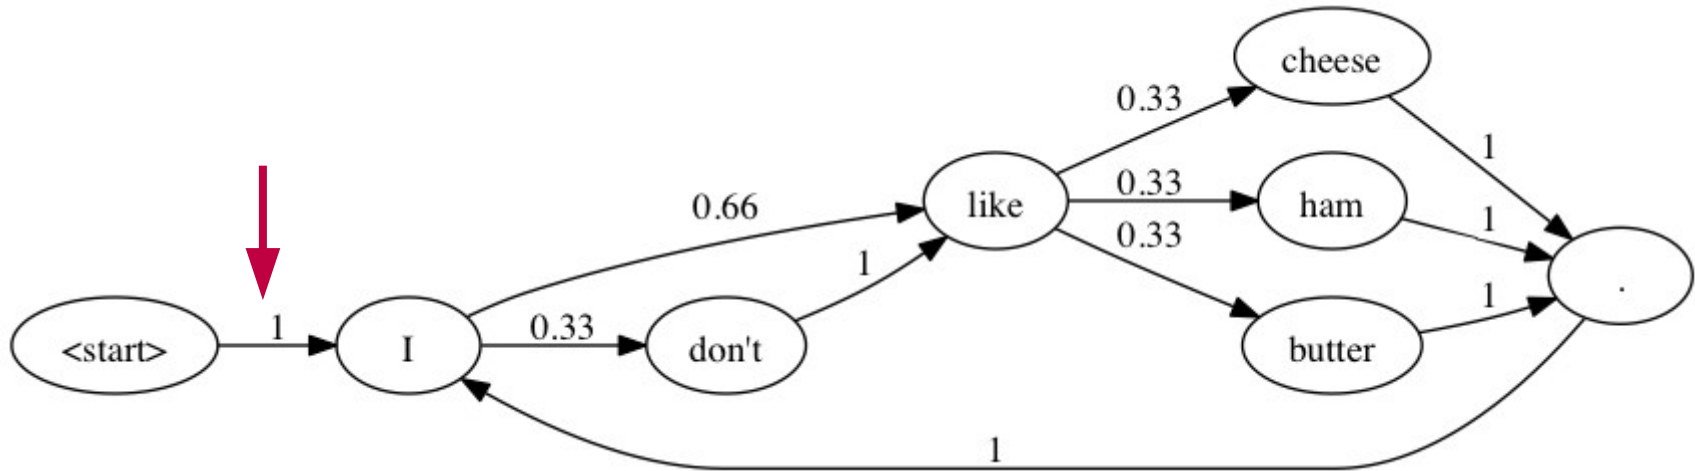 cheese
0.33
1
0.66
like
0.33
ham
1
0.33
1
<start>
1
I
0.33
don't
1
butter
.
1